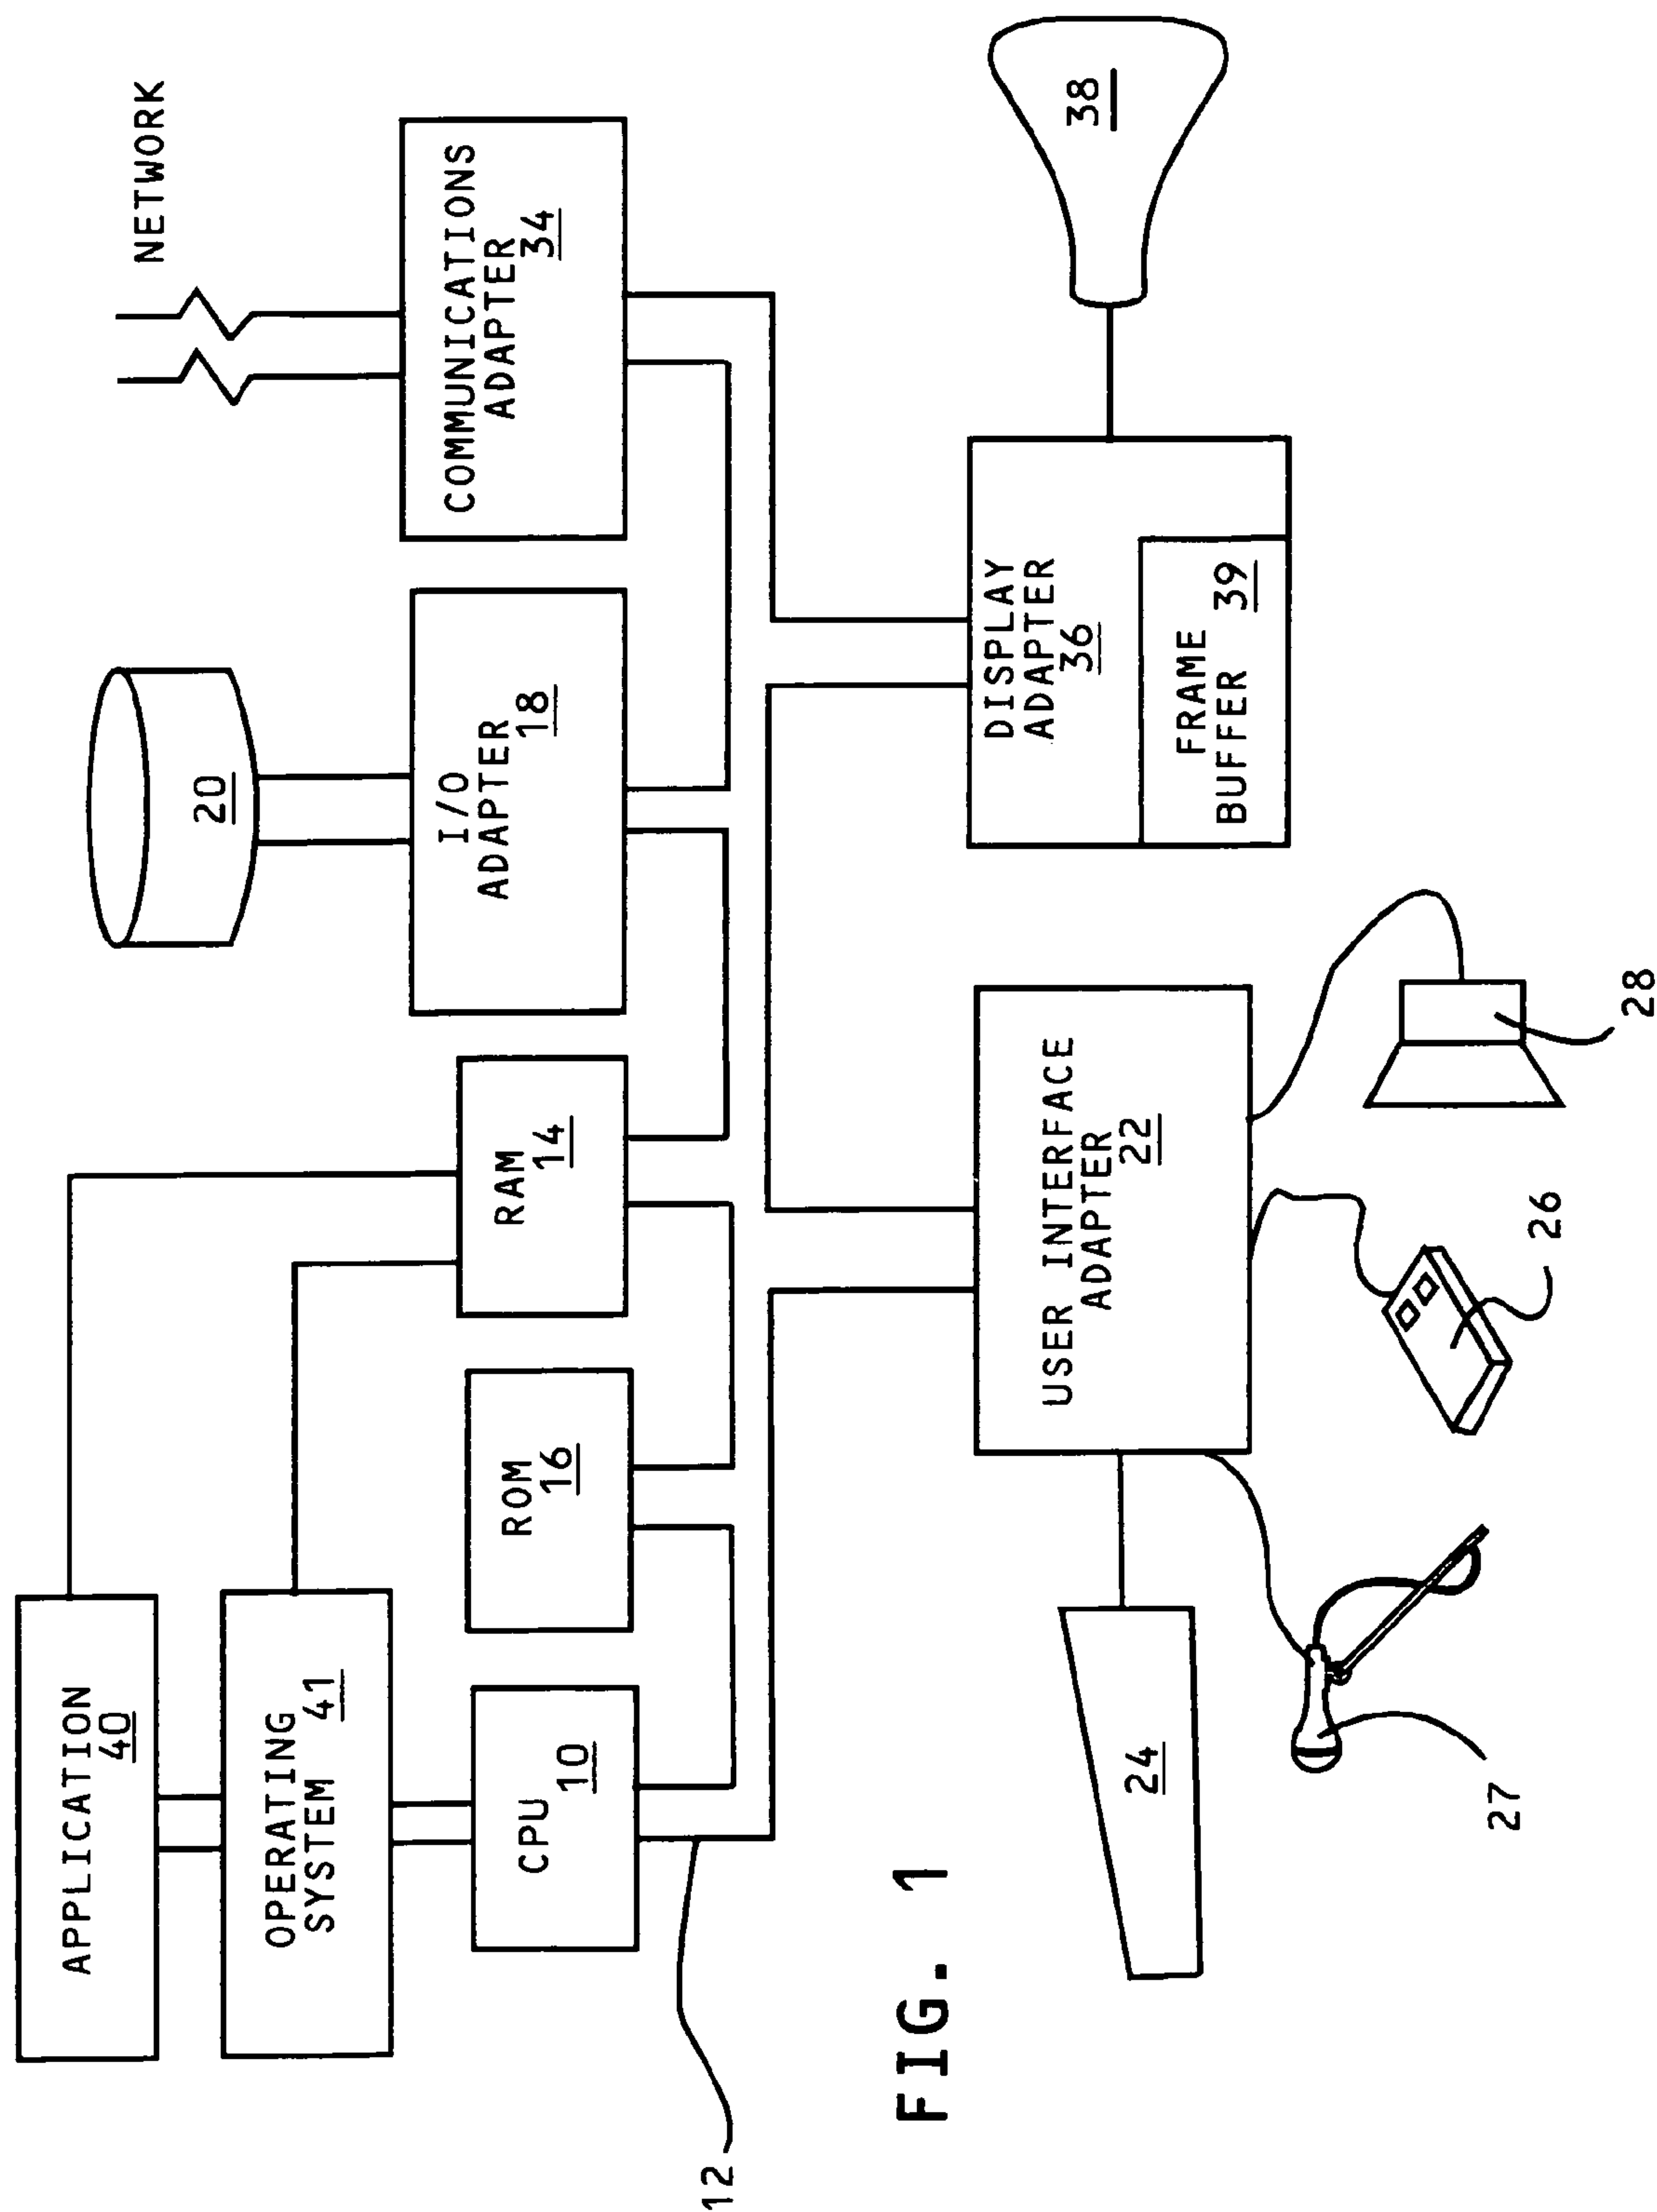 APPLICATION
40
OPERATING
SYSTEM 41
CPU
10
ROM
16
RAM
14
20
I/O
ADAPTER
18
NETWORK
COMMUNICATIONS
ADAPTER
34
12
FIG. 1
24
27
USER INTERFACE
ADAPTER
22
26
28
DISPLAY
ADAPTER
36
FRAME
BUFFER 39
38